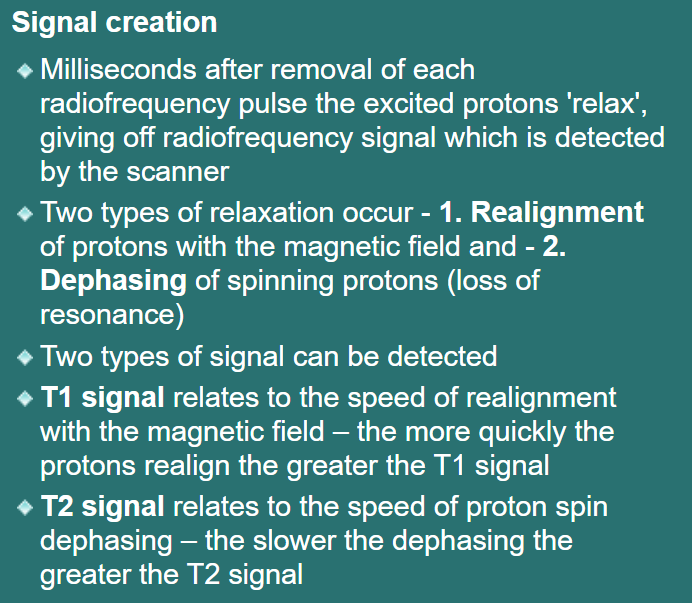 Signal creation
Milliseconds after removal of each
radiofrequency pulse the excited protons 'relax',
giving off radiofrequency signal which is detected
by the scanner
Two types of relaxation occur - 1. Realignment
of protons with the magnetic field and - 2.
Dephasing of spinning protons (loss of
resonance)
Two types of signal can be detected
T1 signal relates to the speed of realignment
with the magnetic field – the more quickly the
protons realign the greater the T1 signal
T2 signal relates to the speed of proton spin
dephasing – the slower the dephasing the
greater the T2 signal